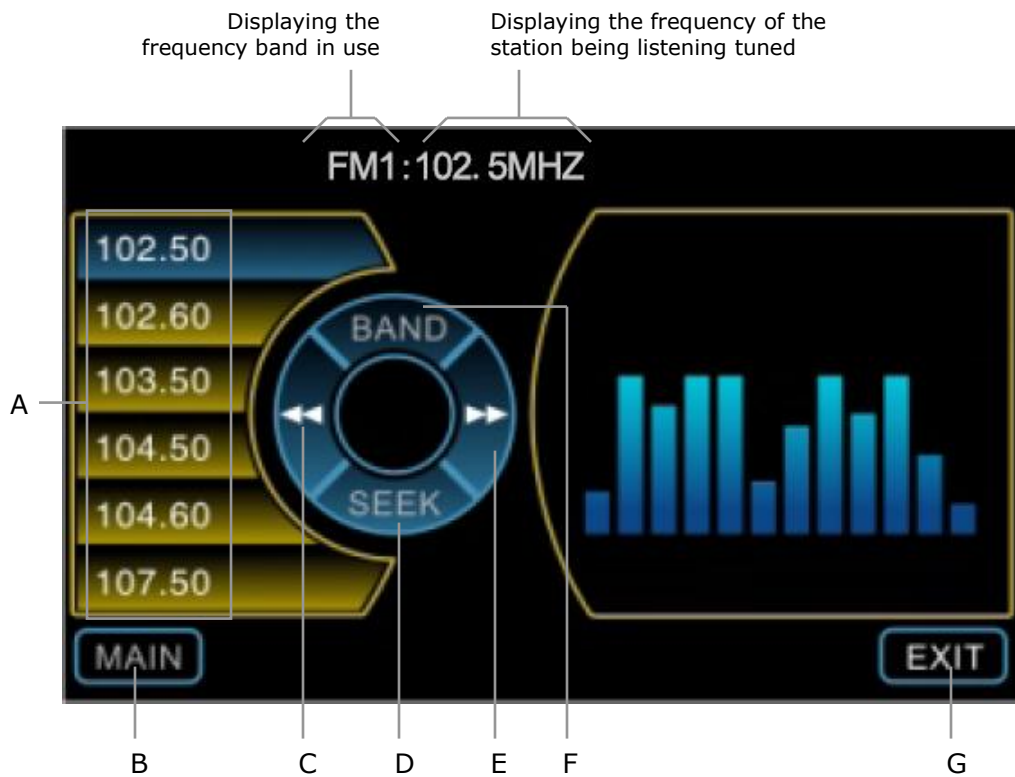 Displaying the
frequency band in use
Displaying the frequency of the
station being listening tuned
FM1:102.5MHZ
102.50
102.60
103.50
104.50
104.60
107.50
BAND
SEEK
MAIN
EXIT
A
B
C
D
E
F
G